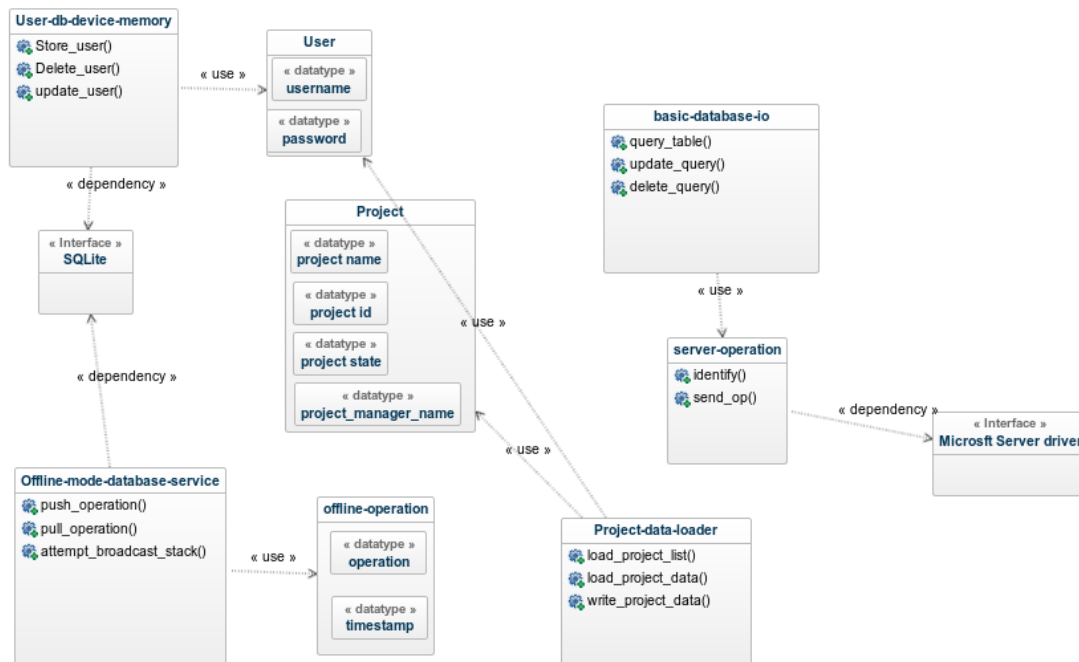 User-db-device-memory
Store_user()
Delete_user()
update_user()
« use »
User
« datatype »
username
« datatype »
password
« dependency »
« Interface »
SQLite
« dependency »
Project
« datatype »
project name
« datatype »
project id
« datatype »
project state
« datatype »
project_manager_name
« use »
« use »
basic-database-io
query_table()
update_query()
delete_query()
« use »
server-operation
identify()
send_op()
« dependency »
« Interface »
Microsft Server driver
Offline-mode-database-service
push_operation()
pull_operation()
attempt_broadcast_stack()
« use »
offline-operation
« datatype »
operation
« datatype »
timestamp
Project-data-loader
load_project_list()
load_project_data()
write_project_data()